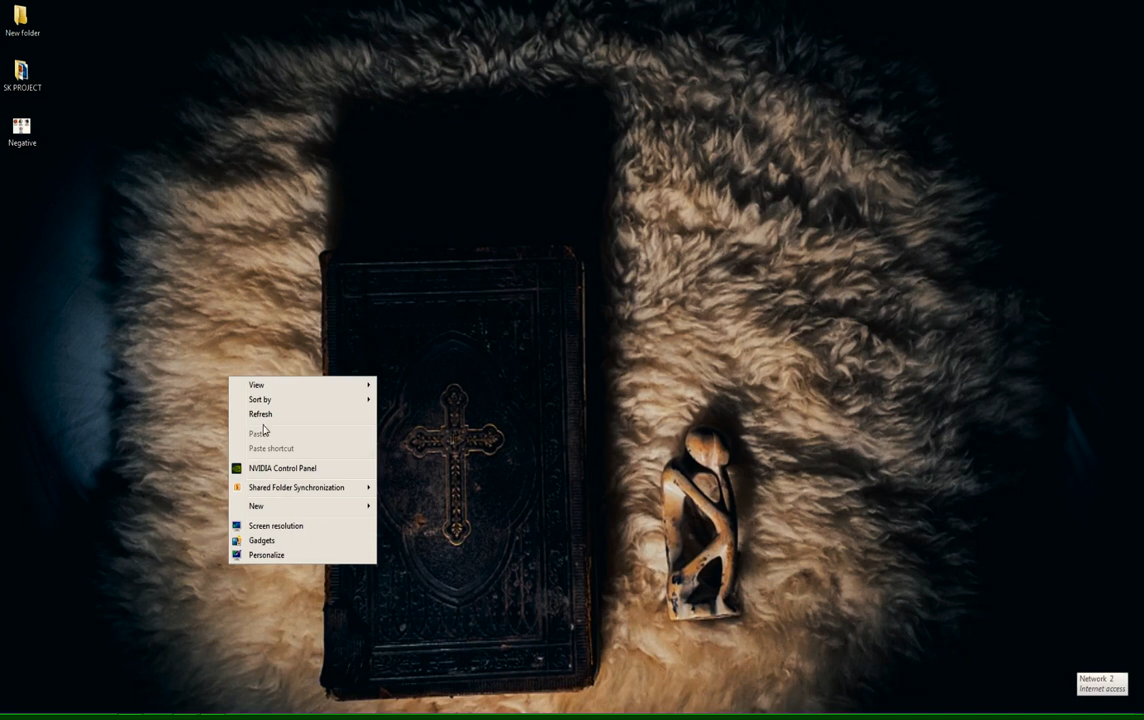 New folder
SK PROJECT
Negative
View
Sort by
Refresh
Paste
Paste shortcut
NVIDIA Control Panel
Shared Folder Synchronization
New
Screen resolution
Gadgets
Personalize
Network 2
Internet access